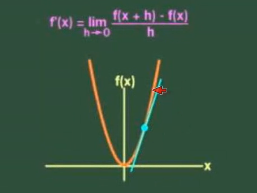 f'(x) = lim h→0 f(x + h) - f(x) / h
f(x)
x